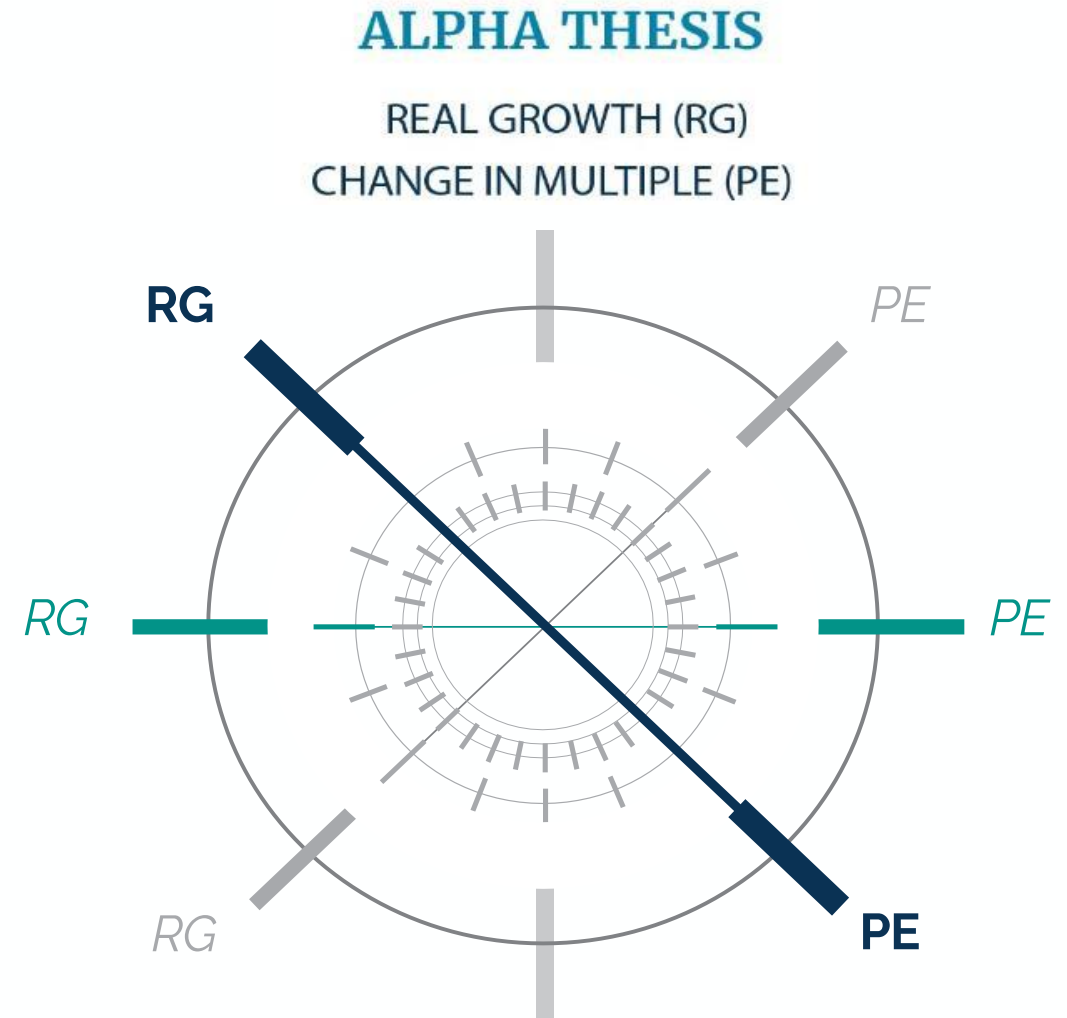 ALPHA THESIS
REAL GROWTH (RG)
CHANGE IN MULTIPLE (PE)
RG
PE
RG
PE
RG
PE